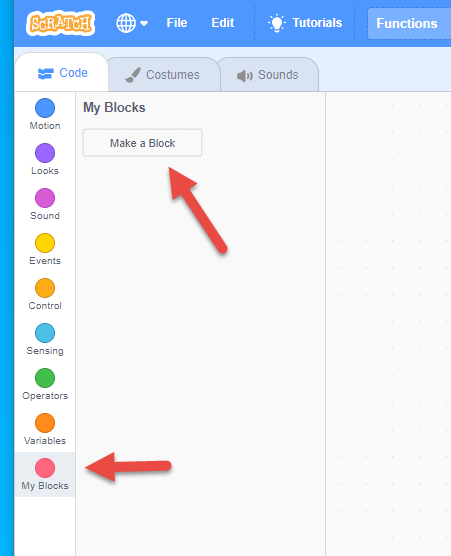 SCRATCH File Edit Tutorials Functions
Code Costumes Sounds
My Blocks
Make a Block
Motion
Looks
Sound
Events
Control
Sensing
Operators
Variables
My Blocks